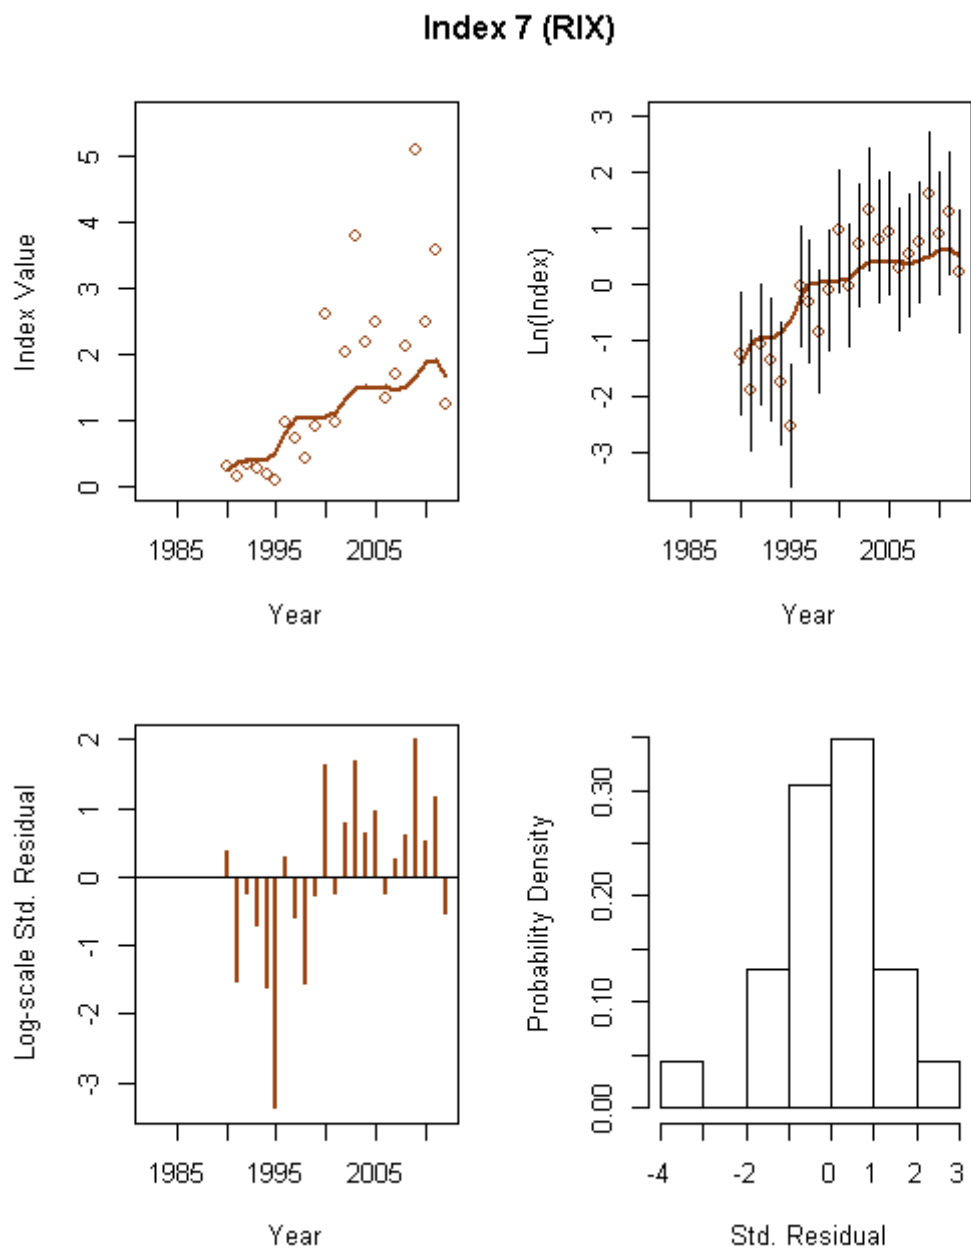 Index 7 (RIX)
Index Value
5
4
3
2
1
0
1985 1995 2005
Year
Ln(Index)
3
2
1
0
-1
-2
-3
1985 1995 2005
Year
Log-scale Std. Residual
2
1
0
-1
-2
-3
1985 1995 2005
Year
Probability Density
0.30
0.20
0.10
0.00
-4 -2 0 1 2 3
Std. Residual